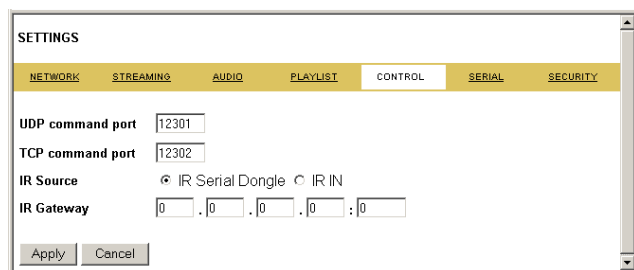 SETTINGS
NETWORK STREAMING AUDIO PLAYLIST CONTROL SERIAL SECURITY
UDP command port 12301
TCP command port 12302
IR Source IR Serial Dongle IR IN
IR Gateway 0 . 0 . 0 . 0 : 0
Apply Cancel